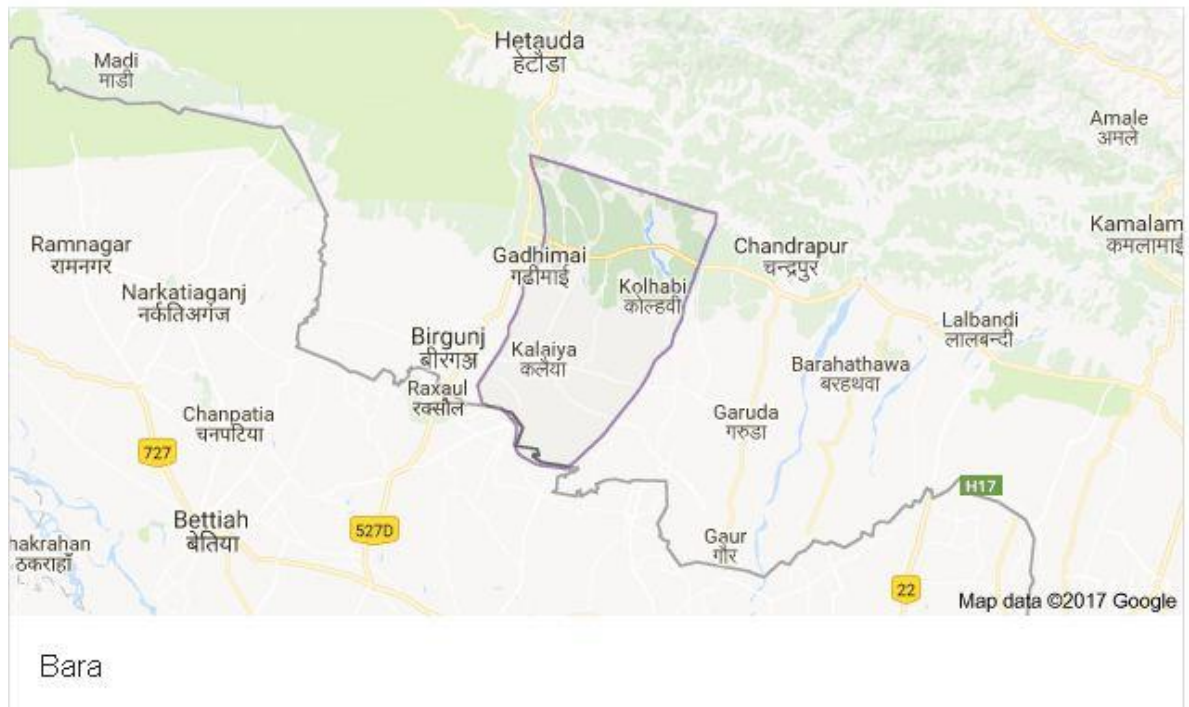 Madi
माडी
Hetauda
हेटौडा
Amale
अमले
Kamalam
कमलामाई
Ramnagar
रामनगर
Narkatiaganj
नर्कतिअगंज
Gadhimai
गढीमाई
Chandrapur
चन्द्रपुर
Kolhabi
कोल्हवी
Lalbandi
लालबन्दी
Birgunj
बीरगञ्ज
Kalaiya
कलैया
Barahathawa
बरहथवा
Raxaul
रक्सौल
Chanpatia
चनपटिया
Garuda
गरुडा
727
H17
Bettiah
बेतिया
527D
Gaur
गौर
hakrahan
ठकराहाँ
22
Map data ©2017 Google
Bara